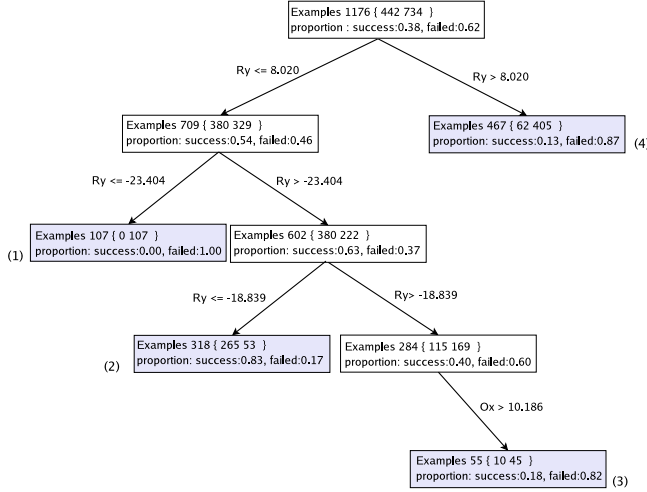 Examples 1176 { 442 734 }
proportion : success:0.38, failed:0.62
Ry <= 8.020
Ry > 8.020
Examples 709 { 380 329 }
proportion: success:0.54, failed:0.46
Examples 467 { 62 405 }
proportion: success:0.13, failed:0.87
(4)
Ry <= -23.404
Ry > -23.404
(1)
Examples 107 { 0 107 }
proportion: success:0.00, failed:1.00
Examples 602 { 380 222 }
proportion: success:0.63, failed:0.37
Ry <= -18.839
Ry> -18.839
(2)
Examples 318 { 265 53 }
proportion: success:0.83, failed:0.17
Examples 284 { 115 169 }
proportion: success:0.40, failed:0.60
Ox > 10.186
Examples 55 { 10 45 }
proportion: success:0.18, failed:0.82
(3)